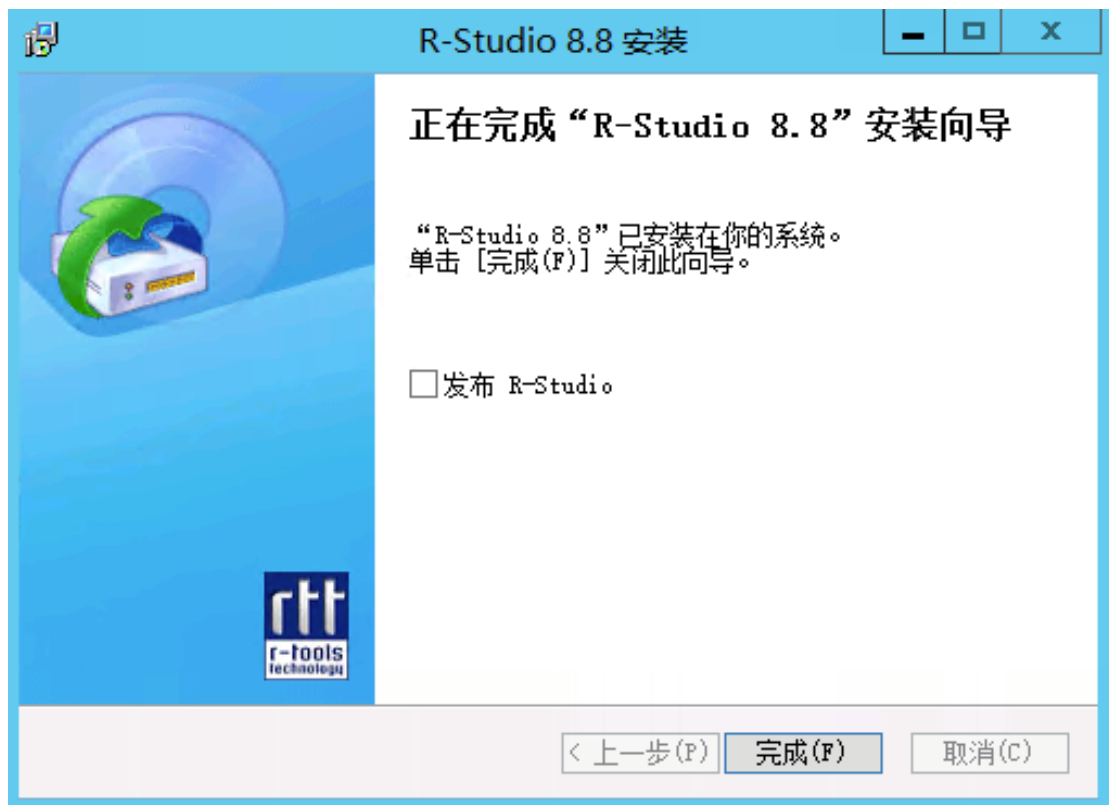 R-Studio 8.8 安装
正在完成“R-Studio 8.8”安装向导
“R-Studio 8.8”已安装在你的系统。
单击 [完成(F)] 关闭此向导。
发布 R-Studio
rtt
r-tools
technology
< 上一步(P)
完成(F)
取消(C)